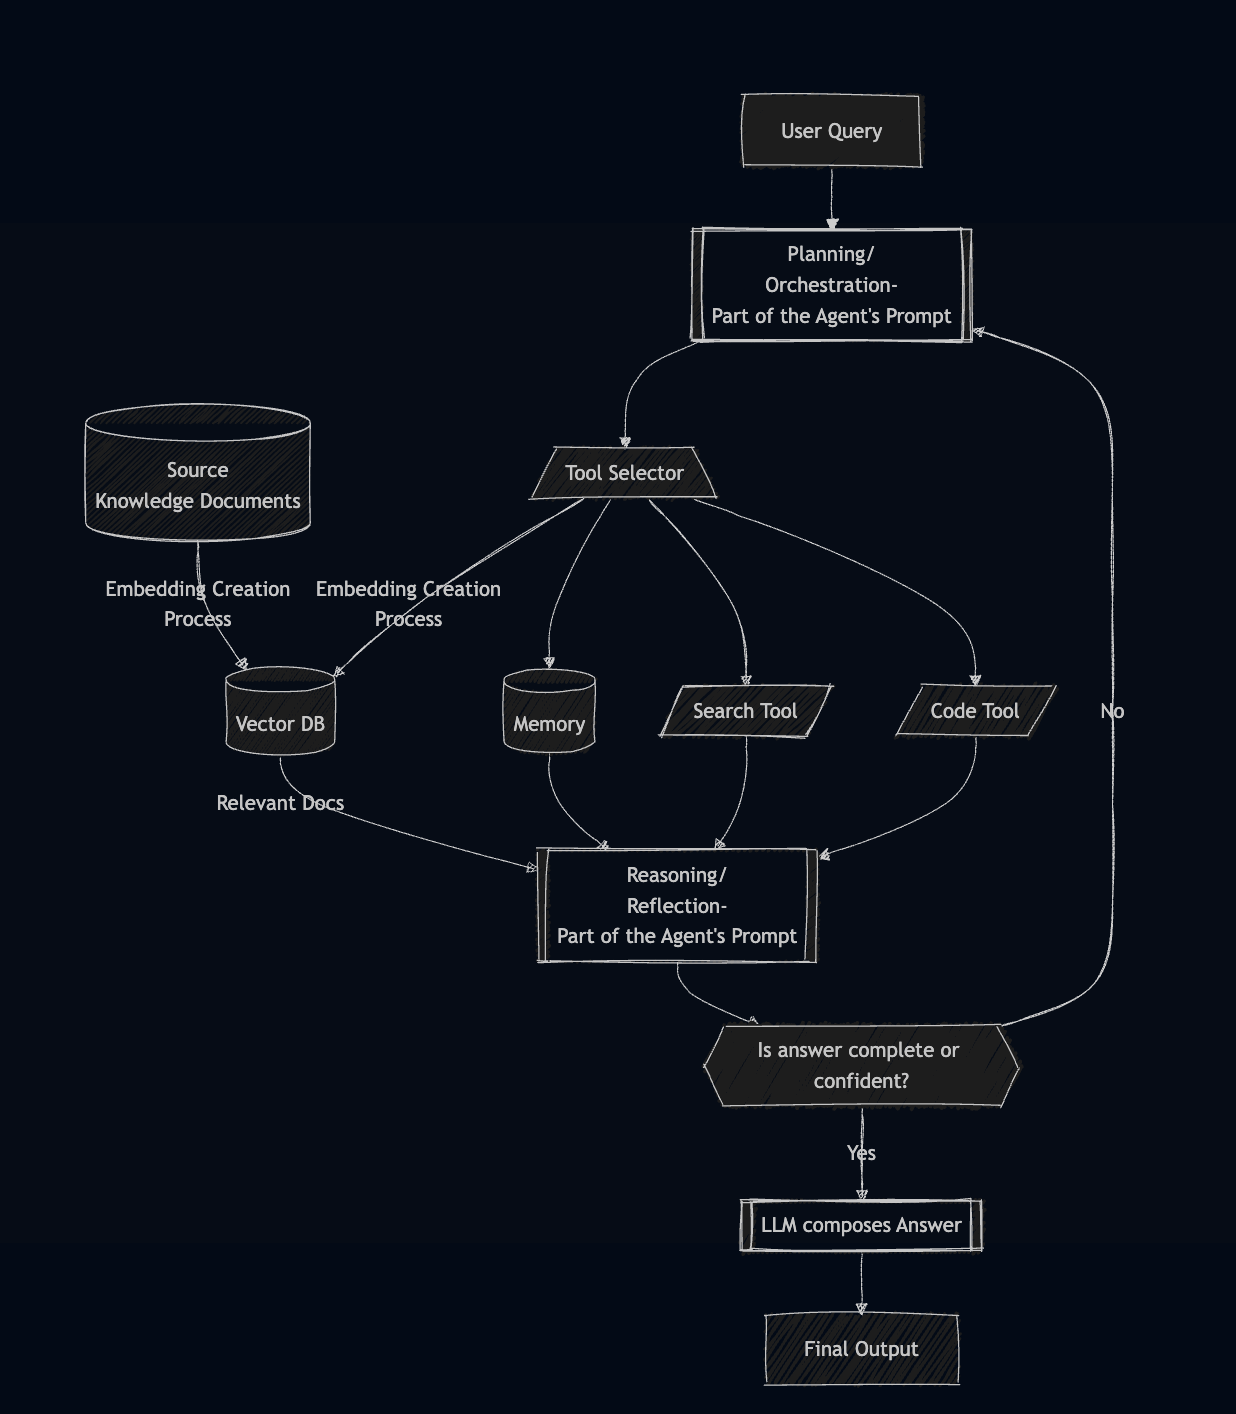 User Query
Planning/
Orchestration-
Part of the Agent's Prompt
Tool Selector
Source
Knowledge Documents
Embedding Creation
Process
Embedding Creation
Process
Vector DB
Memory
Search Tool
Code Tool
No
Relevant Docs
Reasoning/
Reflection-
Part of the Agent's Prompt
Is answer complete or
confident?
Yes
LLM composes Answer
Final Output